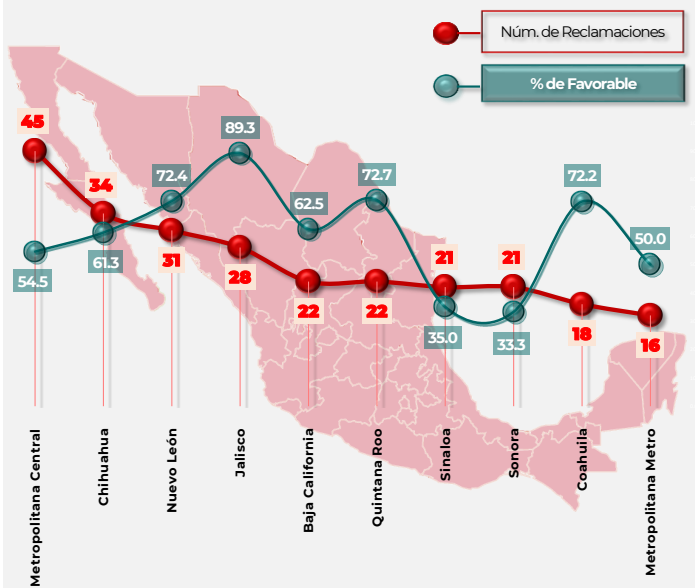 Núm. de Reclamaciones
% de Favorable
45
34
31
28
22
22
21
21
18
16
54.5
61.3
72.4
89.3
62.5
72.7
35.0
33.3
72.2
50.0
Metropolitana Central
Chihuahua
Nuevo León
Jalisco
Baja California
Quintana Roo
Sinaloa
Sonora
Coahuila
Metropolitana Metro